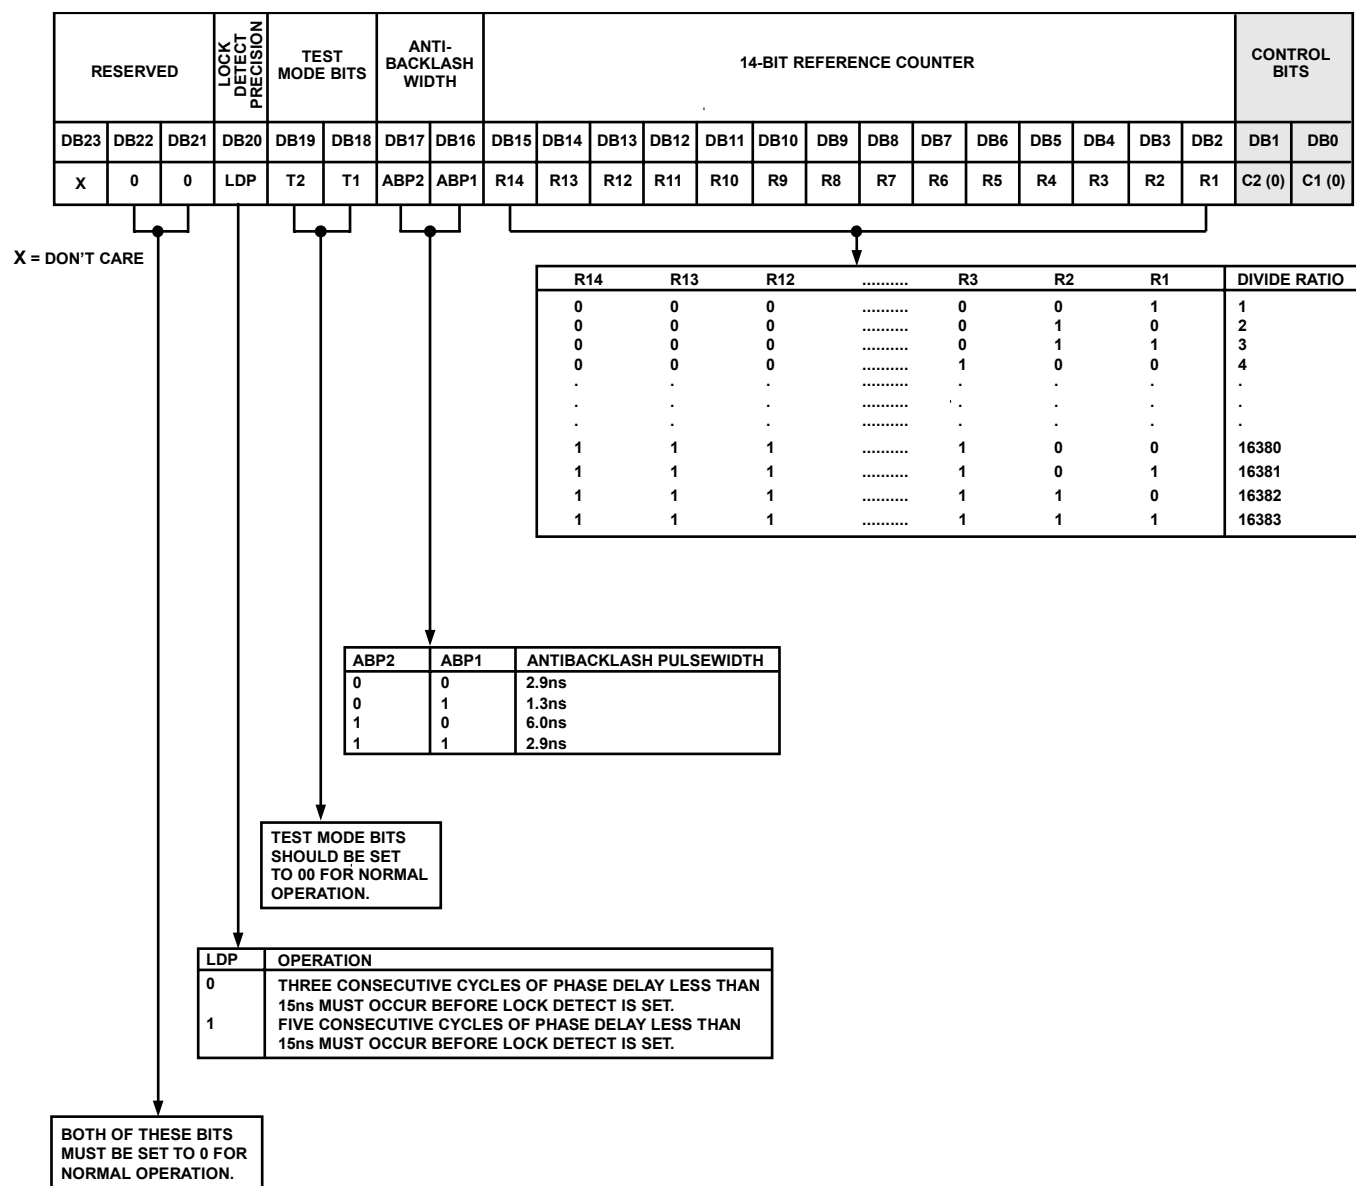 RESERVED
LOCK
DETECT
PRECISION
TEST
MODE BITS
ANTI-
BACKLASH
WIDTH
14-BIT REFERENCE COUNTER
CONTROL
BITS
DB23 DB22 DB21 DB20 DB19 DB18 DB17 DB16 DB15 DB14 DB13 DB12 DB11 DB10 DB9 DB8 DB7 DB6 DB5 DB4 DB3 DB2 DB1 DB0
X 0 0 LDP T2 T1 ABP2 ABP1 R14 R13 R12 R11 R10 R9 R8 R7 R6 R5 R4 R3 R2 R1 C2 (0) C1 (0)
X = DON'T CARE
R14 R13 R12 .......... R3 R2 R1 DIVIDE RATIO
0 0 0 .......... 0 0 1 1
0 0 0 .......... 0 1 0 2
0 0 0 .......... 0 1 1 3
0 0 0 .......... 1 0 0 4
. . . .......... . . . .
. . . .......... . . . .
. . . .......... . . . .
1 1 1 .......... 1 0 0 16380
1 1 1 .......... 1 0 1 16381
1 1 1 .......... 1 1 0 16382
1 1 1 .......... 1 1 1 16383
ABP2 ABP1 ANTIBACKLASH PULSEWIDTH
0 0 2.9ns
0 1 1.3ns
1 0 6.0ns
1 1 2.9ns
TEST MODE BITS
SHOULD BE SET
TO 00 FOR NORMAL
OPERATION.
LDP OPERATION
0 THREE CONSECUTIVE CYCLES OF PHASE DELAY LESS THAN
15ns MUST OCCUR BEFORE LOCK DETECT IS SET.
1 FIVE CONSECUTIVE CYCLES OF PHASE DELAY LESS THAN
15ns MUST OCCUR BEFORE LOCK DETECT IS SET.
BOTH OF THESE BITS
MUST BE SET TO 0 FOR
NORMAL OPERATION.